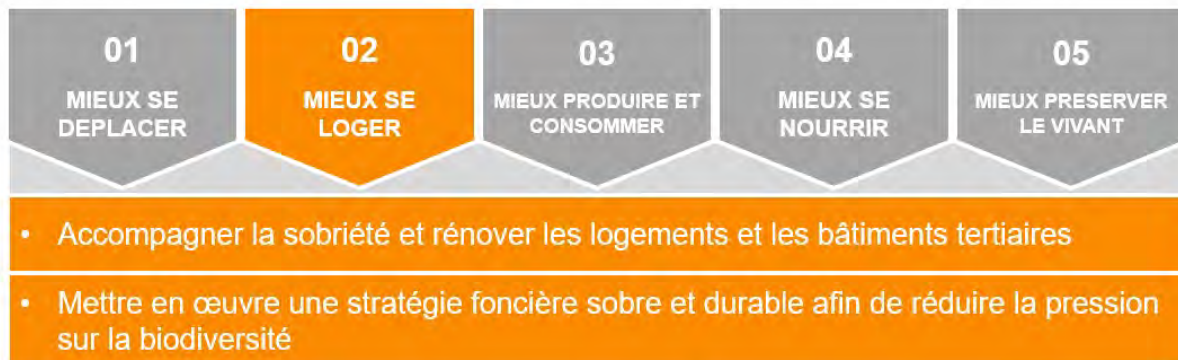 01
MIEUX SE
DEPLACER
02
MIEUX SE
LOGER
03
MIEUX PRODUIRE ET
CONSOMMER
04
MIEUX SE
NOURRIR
05
MIEUX PRESERVER
LE VIVANT
• Accompagner la sobriété et rénover les logements et les bâtiments tertiaires
• Mettre en œuvre une stratégie foncière sobre et durable afin de réduire la pression
sur la biodiversité